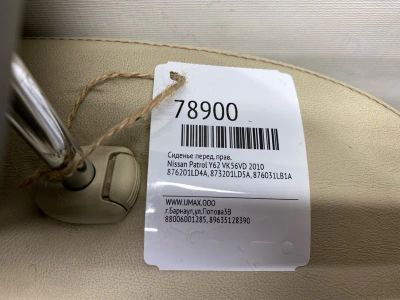 78900
Сиденье перед. прав.
Nissan Patrol Y62 VK56VD 2010
876201LD4A, 873201LD5A, 876031LB1A
WWW.UMAX.OOO
г.Барнаул,ул.Попова5В
88006001285, 89635128390